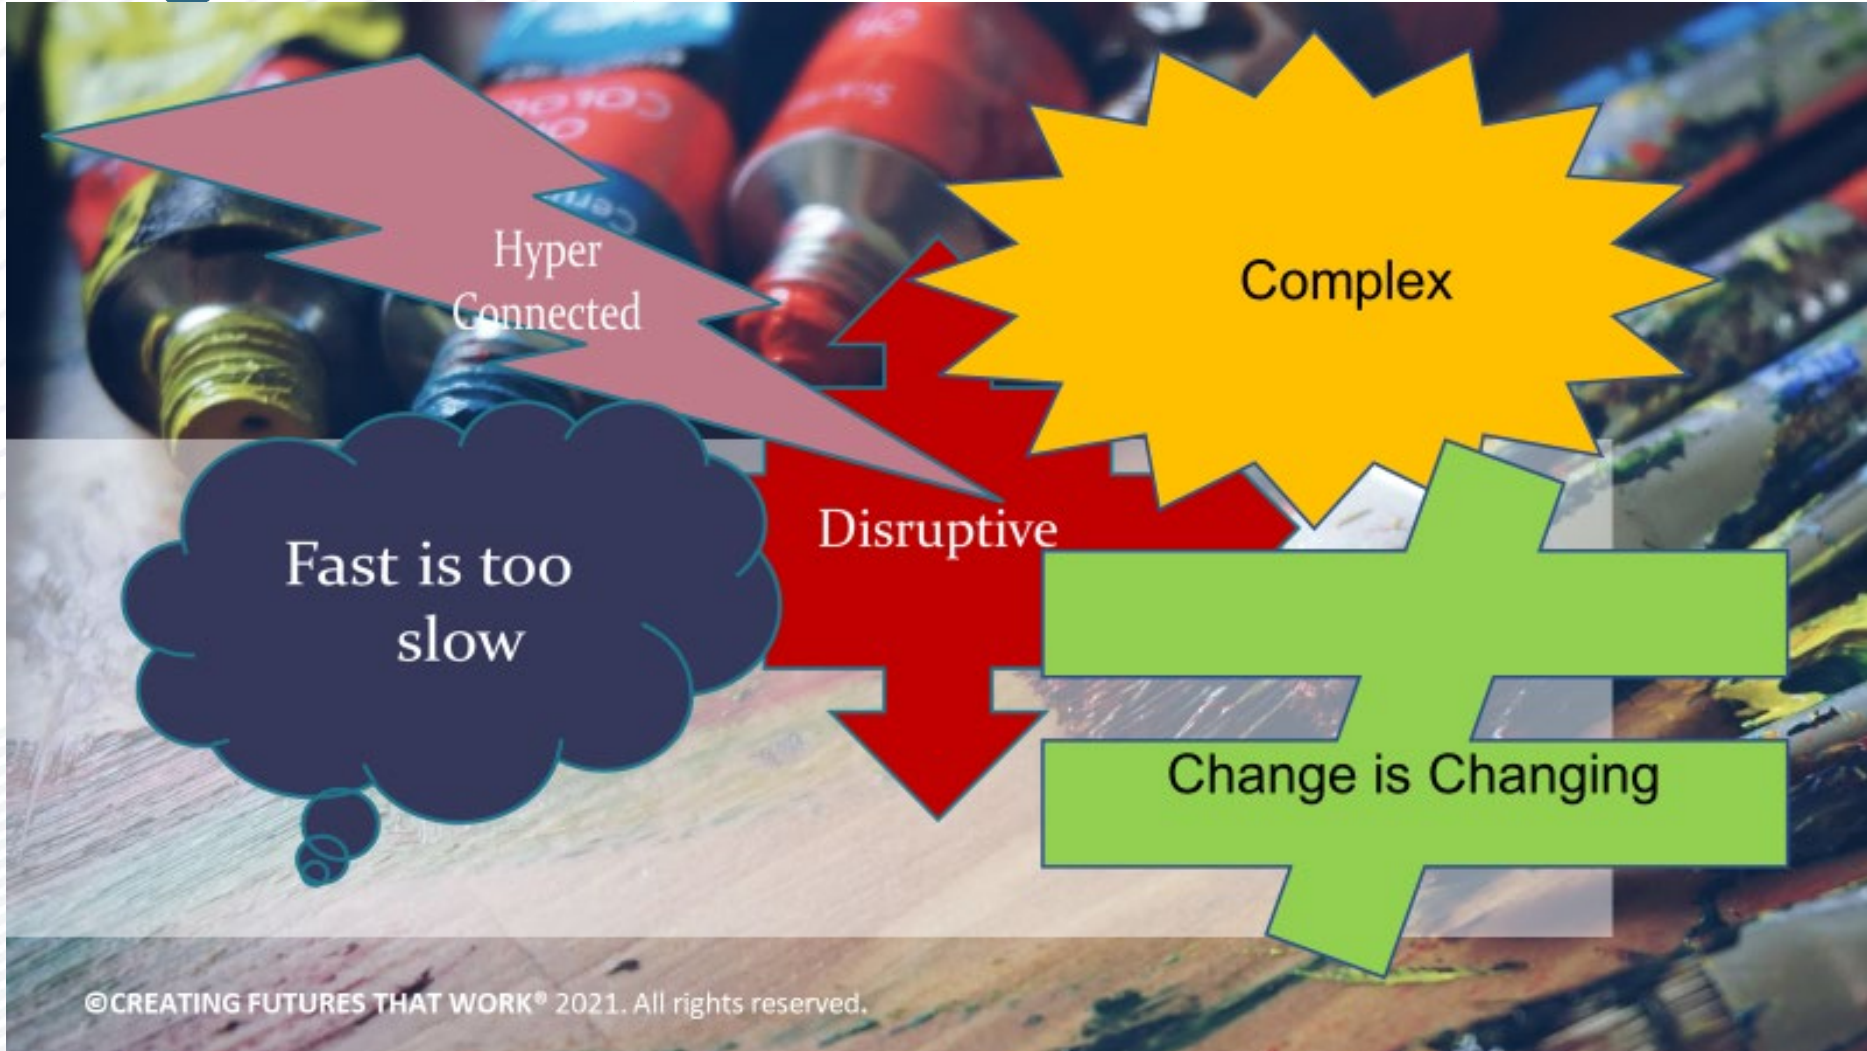 Hyper
Connected
Complex
Disruptive
Fast is too
slow
Change is Changing
©CREATING FUTURES THAT WORK® 2021. All rights reserved.